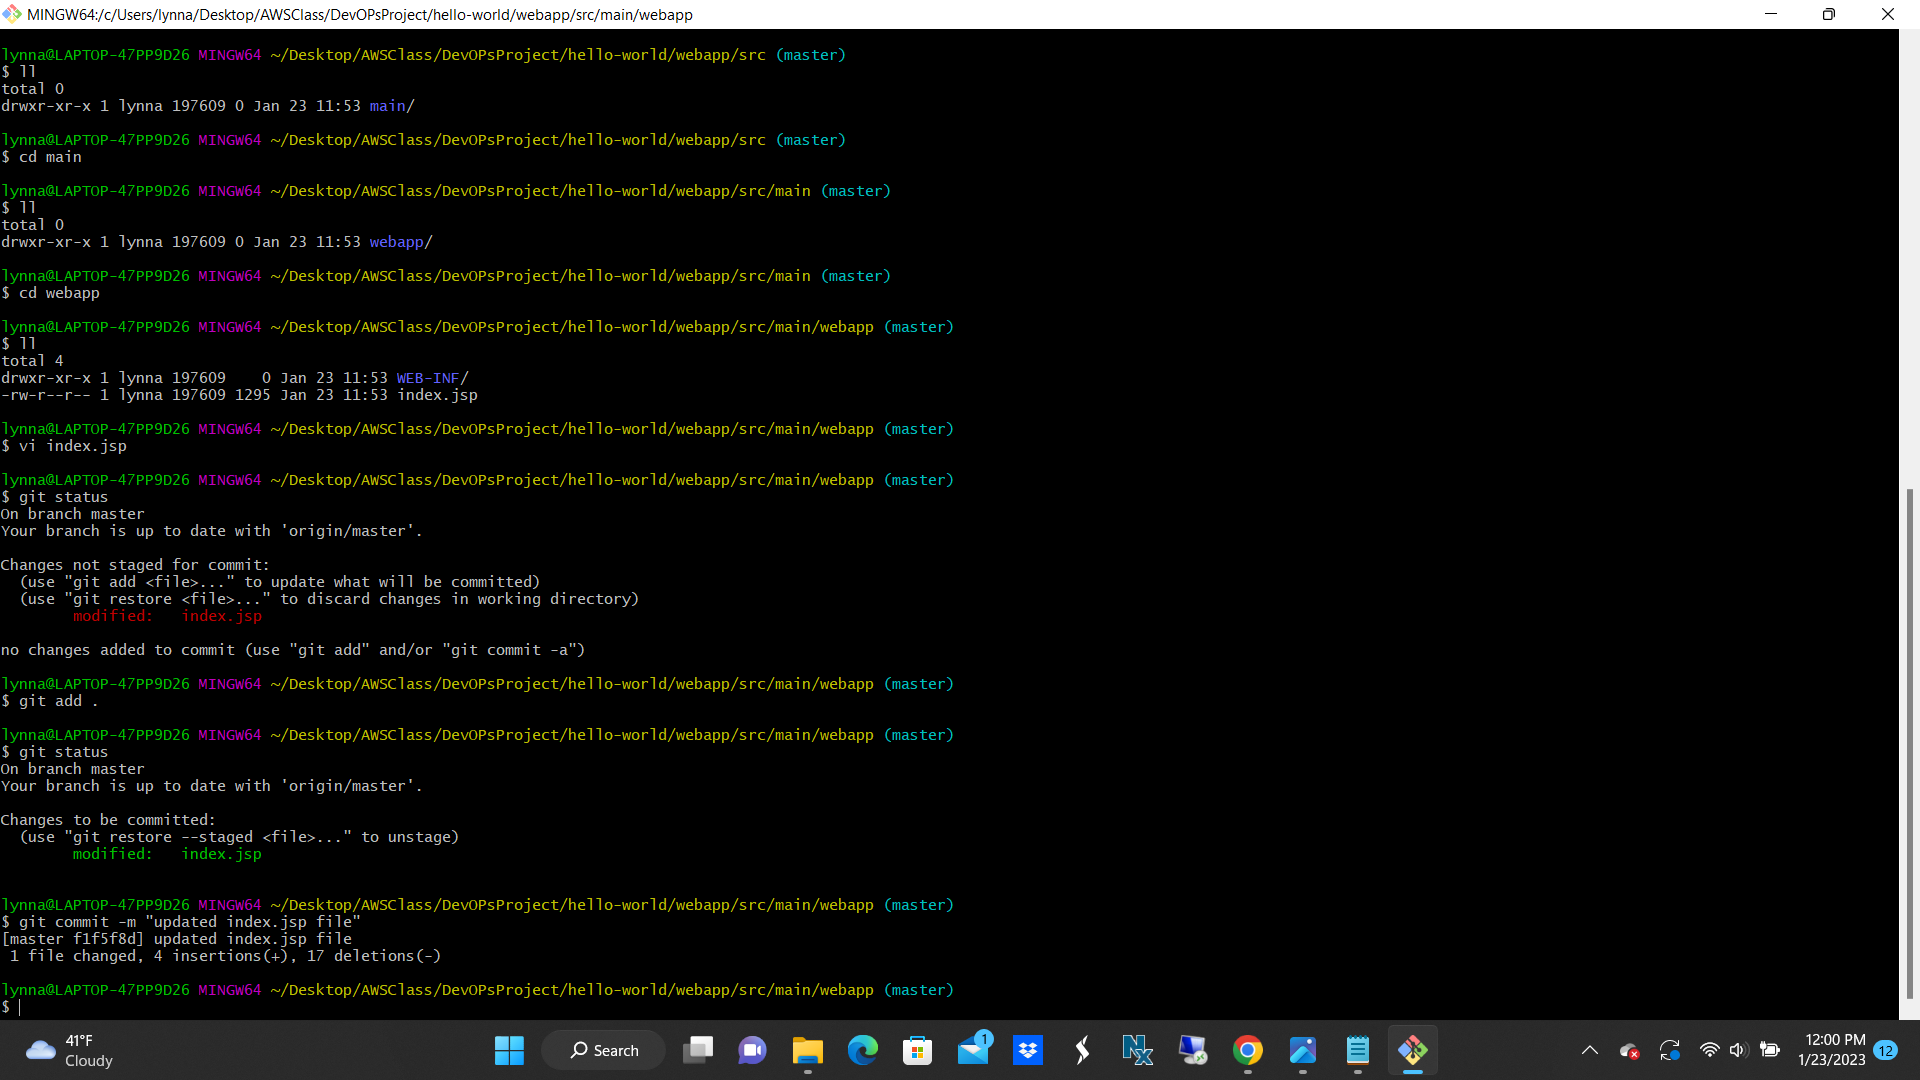 MINGW64:/c/Users/lynna/Desktop/AWSClass/DevOPsProject/hello-world/webapp/src/main/webapp
lynna@LAPTOP-47PP9D26 MINGW64 ~/Desktop/AWSClass/DevOPsProject/hello-world/webapp/src (master)
$ ll
total 0
drwxr-xr-x 1 lynna 197609 0 Jan 23 11:53 main/
lynna@LAPTOP-47PP9D26 MINGW64 ~/Desktop/AWSClass/DevOPsProject/hello-world/webapp/src (master)
$ cd main
lynna@LAPTOP-47PP9D26 MINGW64 ~/Desktop/AWSClass/DevOPsProject/hello-world/webapp/src/main (master)
$ ll
total 0
drwxr-xr-x 1 lynna 197609 0 Jan 23 11:53 webapp/
lynna@LAPTOP-47PP9D26 MINGW64 ~/Desktop/AWSClass/DevOPsProject/hello-world/webapp/src/main (master)
$ cd webapp
lynna@LAPTOP-47PP9D26 MINGW64 ~/Desktop/AWSClass/DevOPsProject/hello-world/webapp/src/main/webapp (master)
$ ll
total 4
drwxr-xr-x 1 lynna 197609    0 Jan 23 11:53 WEB-INF/
-rw-r--r-- 1 lynna 197609 1295 Jan 23 11:53 index.jsp
lynna@LAPTOP-47PP9D26 MINGW64 ~/Desktop/AWSClass/DevOPsProject/hello-world/webapp/src/main/webapp (master)
$ vi index.jsp
lynna@LAPTOP-47PP9D26 MINGW64 ~/Desktop/AWSClass/DevOPsProject/hello-world/webapp/src/main/webapp (master)
$ git status
On branch master
Your branch is up to date with 'origin/master'.
Changes not staged for commit:
  (use "git add <file>..." to update what will be committed)
  (use "git restore <file>..." to discard changes in working directory)
        modified:   index.jsp
no changes added to commit (use "git add" and/or "git commit -a")
lynna@LAPTOP-47PP9D26 MINGW64 ~/Desktop/AWSClass/DevOPsProject/hello-world/webapp/src/main/webapp (master)
$ git add .
lynna@LAPTOP-47PP9D26 MINGW64 ~/Desktop/AWSClass/DevOPsProject/hello-world/webapp/src/main/webapp (master)
$ git status
On branch master
Your branch is up to date with 'origin/master'.
Changes to be committed:
  (use "git restore --staged <file>..." to unstage)
        modified:   index.jsp
lynna@LAPTOP-47PP9D26 MINGW64 ~/Desktop/AWSClass/DevOPsProject/hello-world/webapp/src/main/webapp (master)
$ git commit -m "updated index.jsp file"
[master f1f5f8d] updated index.jsp file
 1 file changed, 4 insertions(+), 17 deletions(-)
lynna@LAPTOP-47PP9D26 MINGW64 ~/Desktop/AWSClass/DevOPsProject/hello-world/webapp/src/main/webapp (master)
$
41°F
Cloudy
Search
1
Nx
12:00 PM
1/23/2023
12